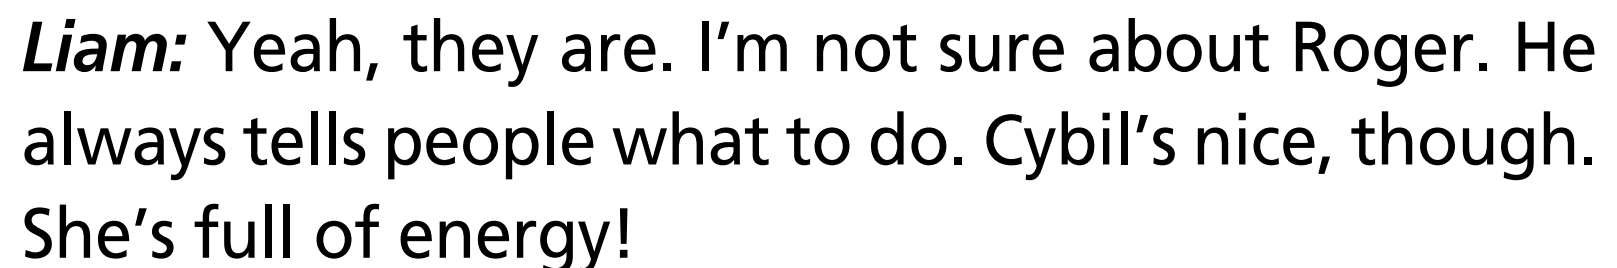 Liam: Yeah, they are. I’m not sure about Roger. He
always tells people what to do. Cybil’s nice, though.
She’s full of energy!